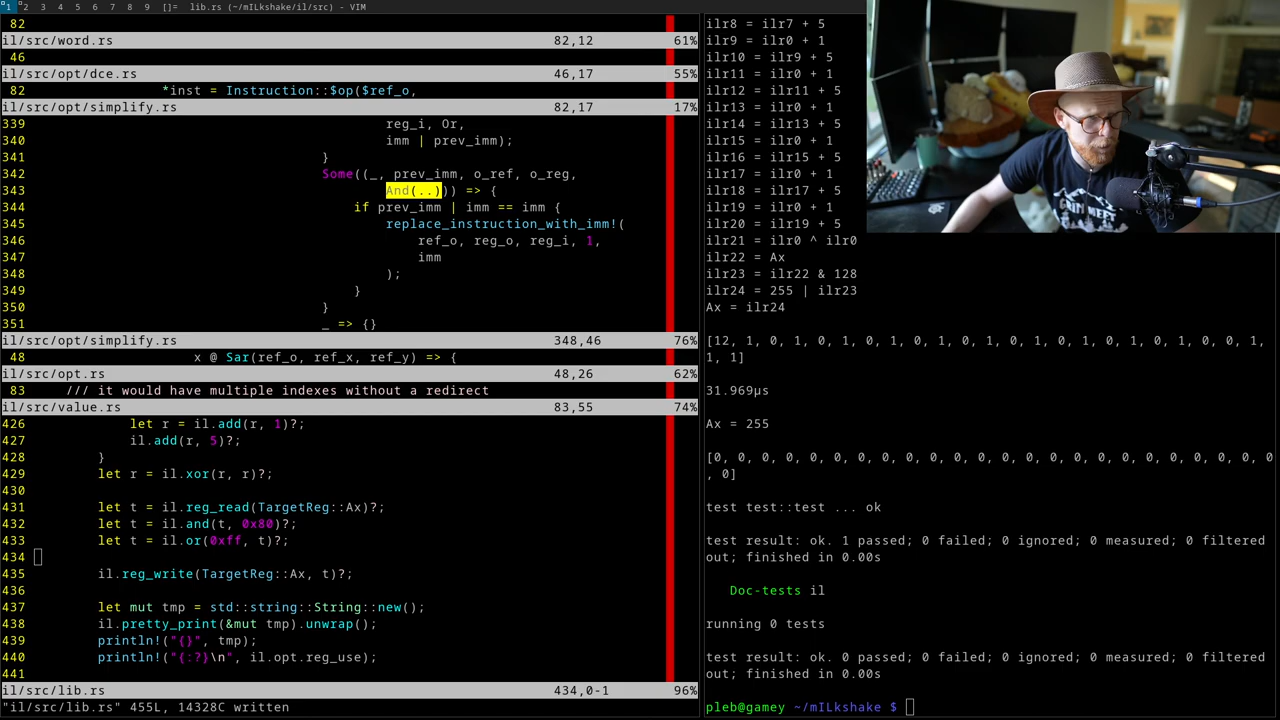 1 2 3 4 5 6 7 8 9 []= lib.rs (~/mILkshake/il/src) - VIM
82
il/src/word.rs 82,12 61%
46
il/src/opt/dce.rs 46,17 55%
82 *inst = Instruction::$op($ref_o,
il/src/opt/simplify.rs 82,17 17%
339 reg_i, Or,
340 imm | prev_imm);
341 }
342 Some((_, prev_imm, o_ref, o_reg,
343 And(..))) => {
344 if prev_imm | imm == imm {
345 replace_instruction_with_imm!(
346 ref_o, reg_o, reg_i, 1,
347 imm
348 );
349 }
350 }
351 _ => {}
il/src/opt/simplify.rs 348,46 76%
48 x @ Sar(ref_o, ref_x, ref_y) => {
il/src/opt.rs 48,26 62%
83 /// it would have multiple indexes without a redirect
il/src/value.rs 83,55 74%
426 let r = il.add(r, 1)?;
427 il.add(r, 5)?;
428 }
429 let r = il.xor(r, r)?;
430
431 let t = il.reg_read(TargetReg::Ax)?;
432 let t = il.and(t, 0x80)?;
433 let t = il.or(0xff, t)?;
434
435 il.reg_write(TargetReg::Ax, t)?;
436
437 let mut tmp = std::string::String::new();
438 il.pretty_print(&mut tmp).unwrap();
439 println!("{}", tmp);
440 println!("{:?}\n", il.opt.reg_use);
441
il/src/lib.rs 434,0-1 96%
"il/src/lib.rs" 455L, 14328C written
ilr8 = ilr7 + 5
ilr9 = ilr0 + 1
ilr10 = ilr9 + 5
ilr11 = ilr0 + 1
ilr12 = ilr11 + 5
ilr13 = ilr0 + 1
ilr14 = ilr13 + 5
ilr15 = ilr0 + 1
ilr16 = ilr15 + 5
ilr17 = ilr0 + 1
ilr18 = ilr17 + 5
ilr19 = ilr0 + 1
ilr20 = ilr19 + 5
ilr21 = ilr0 ^ ilr0
ilr22 = Ax
ilr23 = ilr22 & 128
ilr24 = 255 | ilr23
Ax = ilr24
[12, 1, 0, 1, 0, 1, 0, 1, 0, 1, 0, 1, 0, 1, 0, 1, 0, 1, 0, 1, 0, 0, 1,
1, 1]
31.969µs
Ax = 255
[0, 0, 0, 0, 0, 0, 0, 0, 0, 0, 0, 0, 0, 0, 0, 0, 0, 0, 0, 0, 0, 0, 0, 0
, 0]
test test::test ... ok
test result: ok. 1 passed; 0 failed; 0 ignored; 0 measured; 0 filtered
out; finished in 0.00s
Doc-tests il
running 0 tests
test result: ok. 0 passed; 0 failed; 0 ignored; 0 measured; 0 filtered
out; finished in 0.00s
pleb@gamey ~/mILkshake $